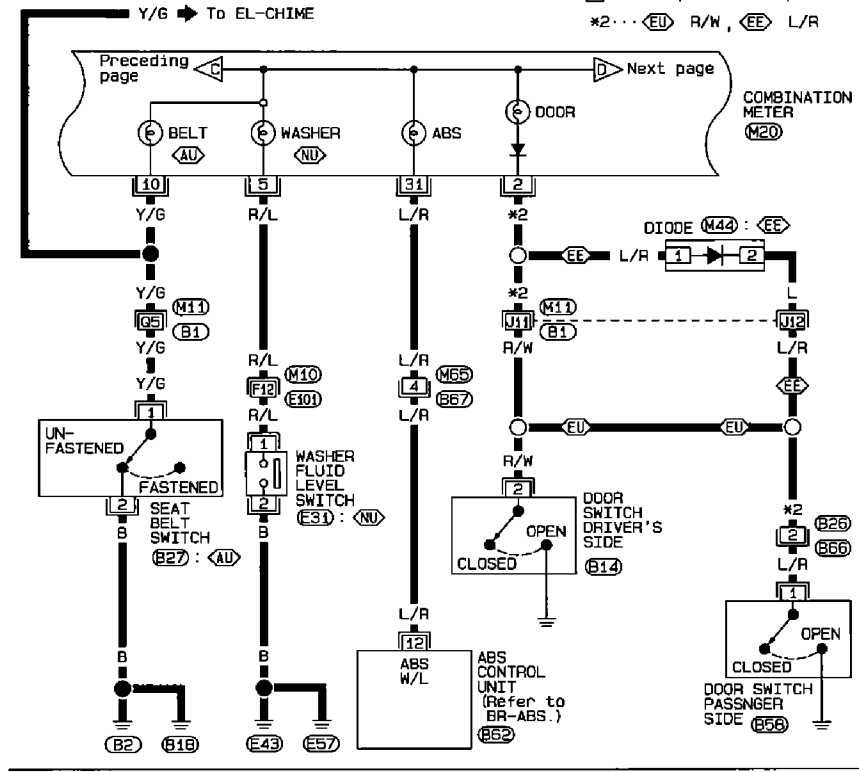 Y/G To EL-CHIME
*2··· EU R/W , EE L/R
Preceding
page
C
D
Next page
COMBINATION
METER
M20
BELT
AU
WASHER
NU
ABS
DOOR
10
5
31
2
Y/G
R/L
L/R
*2
DIODE M44 : EE
EE
L/R
1
2
Y/G
*2
L
M11
G5
B1
M11
J11
B1
J12
Y/G
R/W
L/R
R/L
L/R
EE
Y/G
M10
F12
E101
M65
4
B67
R/L
L/R
1
UN-
FASTENED
FASTENED
2
SEAT
BELT
SWITCH
B27 : AU
1
WASHER
FLUID
LEVEL
SWITCH
2
E31 : NU
EU
EU
R/W
2
DOOR
SWITCH
DRIVER'S
SIDE
B14
OPEN
CLOSED
*2
B26
2
B66
L/R
1
OPEN
CLOSED
DOOR SWITCH
PASSNGER
SIDE B56
B
B
L/R
12
ABS
W/L
ABS
CONTROL
UNIT
(Refer to
BR-ABS.)
B62
B
B
B2
B18
E43
E57